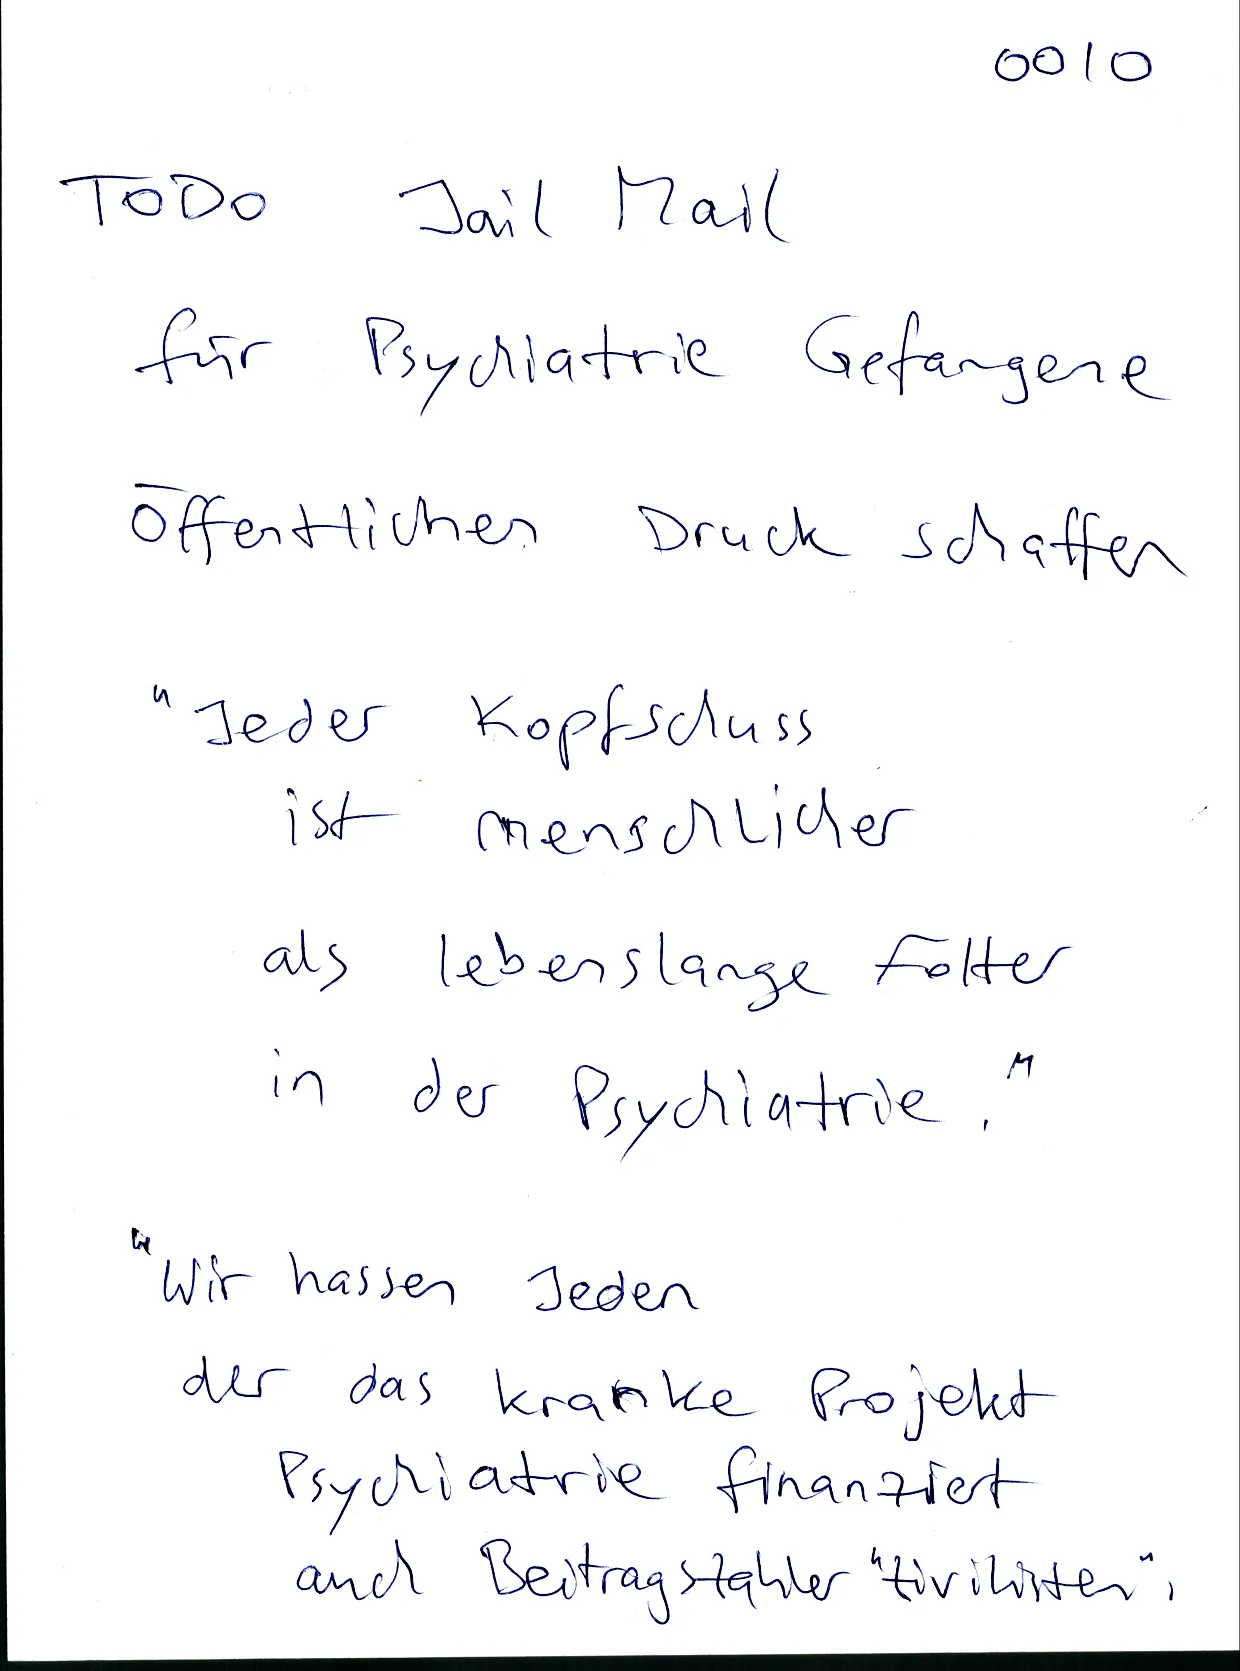 0010
ToDo Jail Mail
für Psychiatrie Gefangene
Öffentlichen Druck schaffen
"Jeder Kopfschuss
ist menschlicher
als lebenslange Folter
in der Psychiatrie."
"Wir hassen Jeden
der das kranke Projekt
Psychiatrie finanziert
auch Beitragszahler "zivilisten".